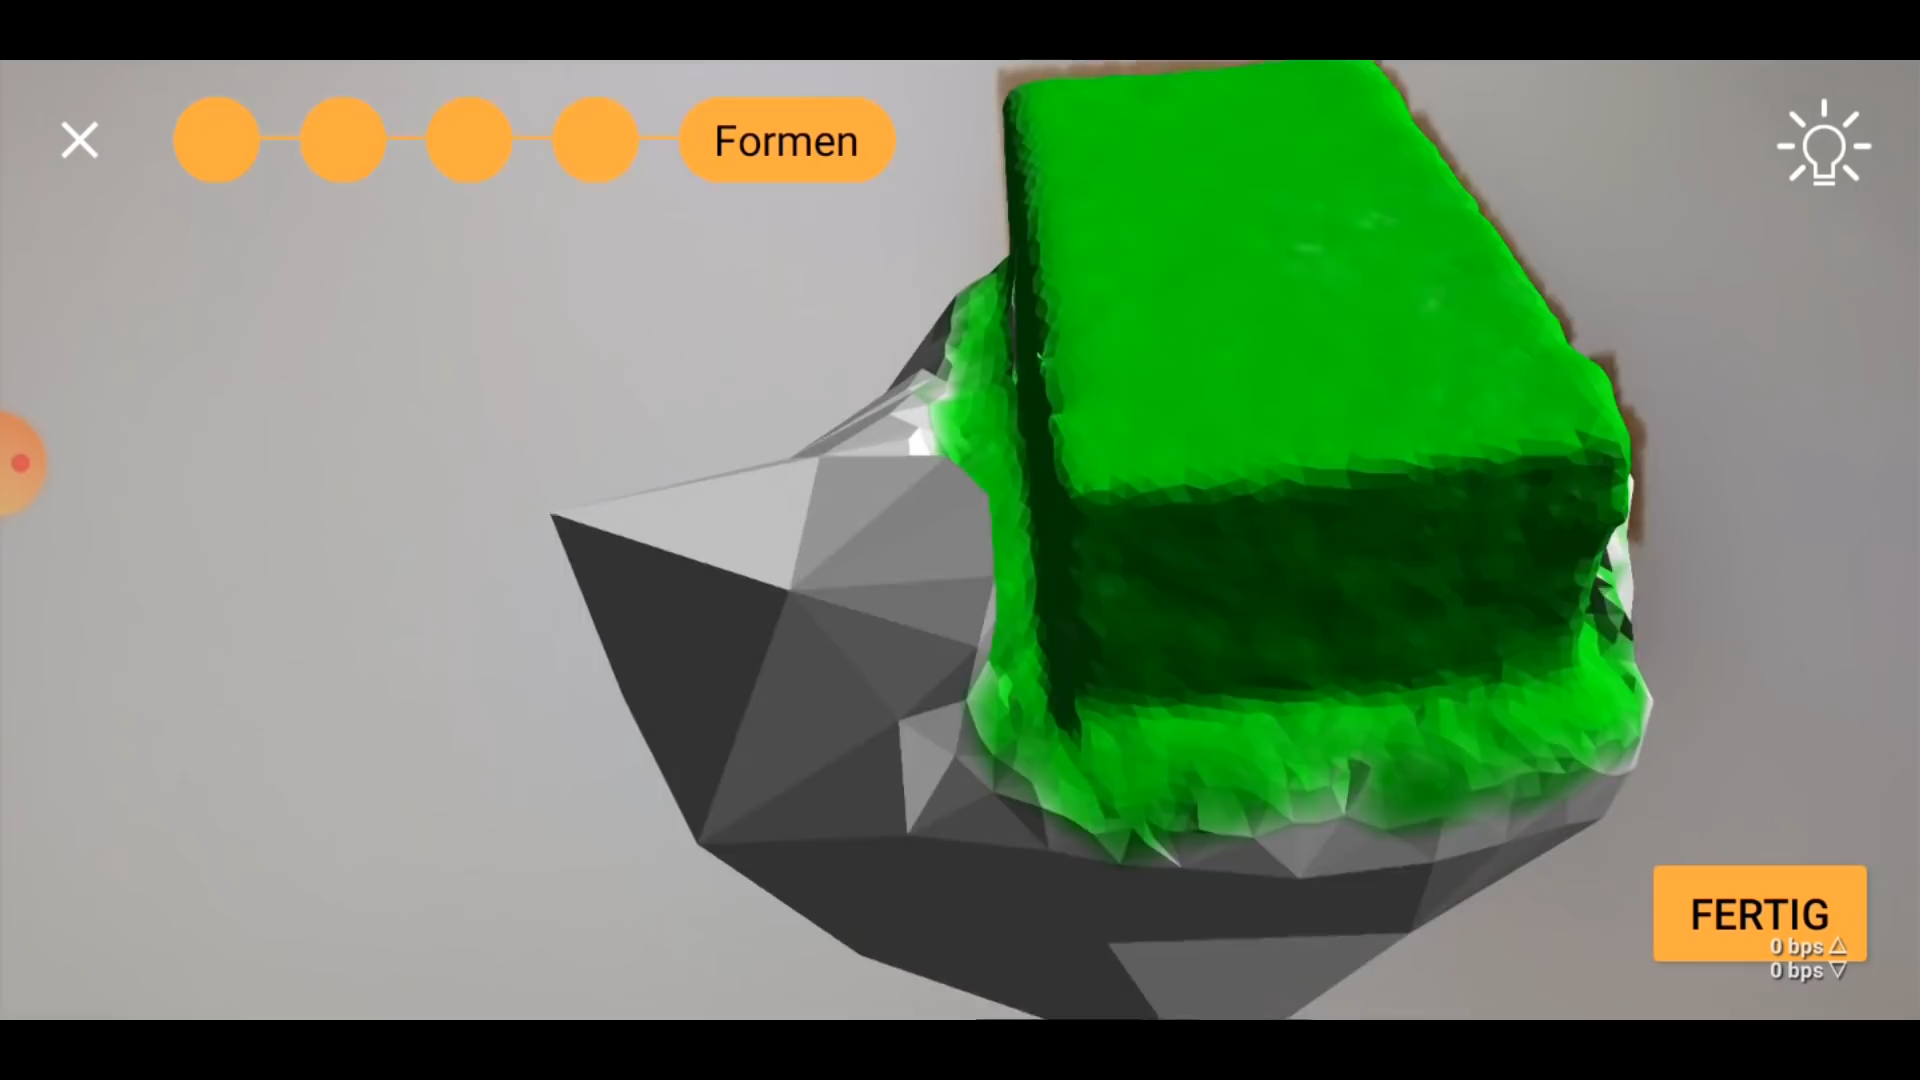 Formen
FERTIG
0 bps △
0 bps ▽